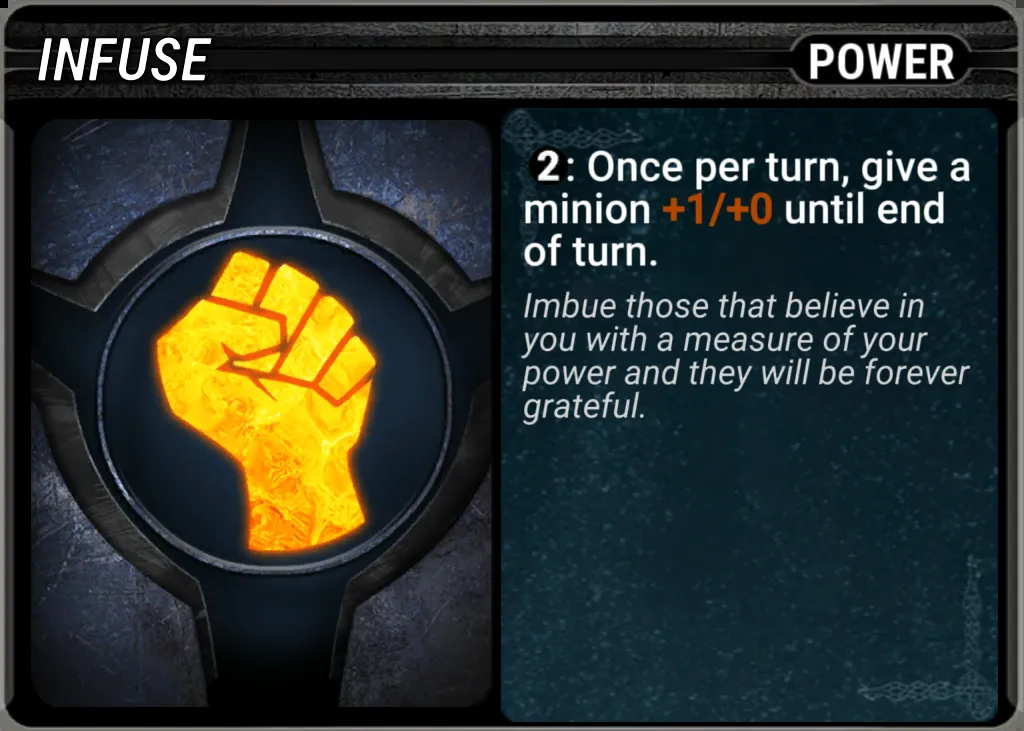 INFUSE
POWER
2: Once per turn, give a
minion +1/+0 until end
of turn.
Imbue those that believe in
you with a measure of your
power and they will be forever
grateful.